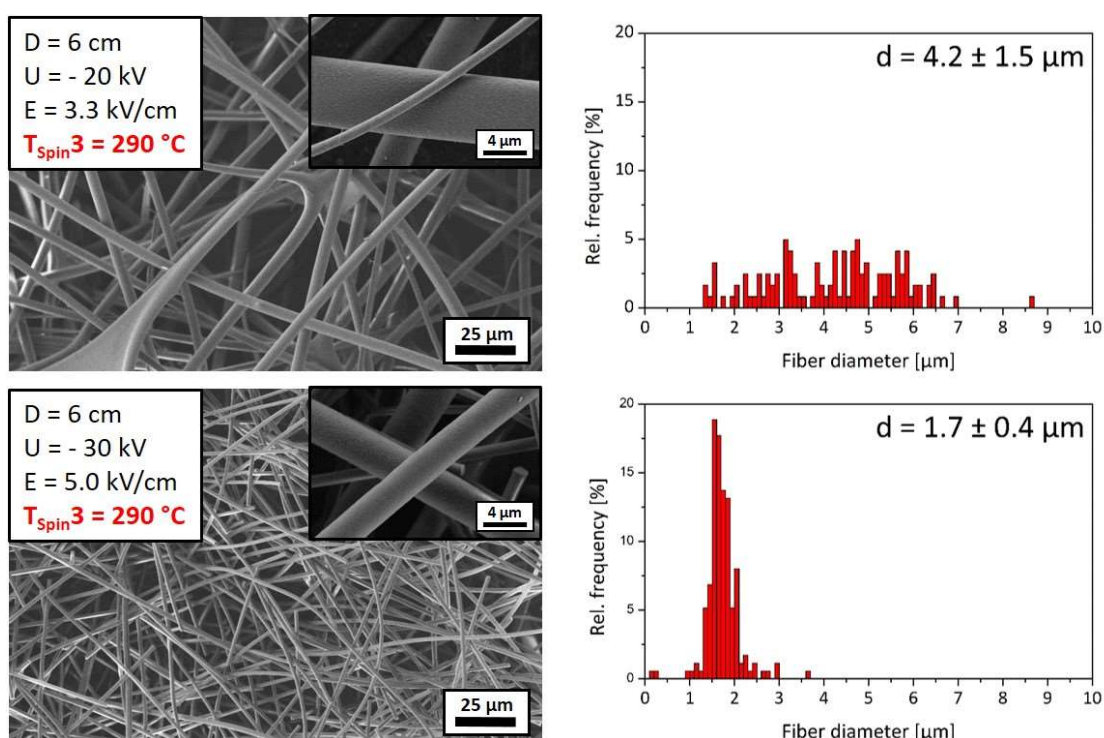 D = 6 cm
U = - 20 kV
E = 3.3 kV/cm
T_Spin3 = 290 °C
4 µm
25 µm
d = 4.2 ± 1.5 µm
Rel. frequency [%]
20
15
10
5
0
0 1 2 3 4 5 6 7 8 9 10
Fiber diameter [µm]
D = 6 cm
U = - 30 kV
E = 5.0 kV/cm
T_Spin3 = 290 °C
4 µm
25 µm
d = 1.7 ± 0.4 µm
Rel. frequency [%]
20
15
10
5
0
0 1 2 3 4 5 6 7 8 9 10
Fiber diameter [µm]